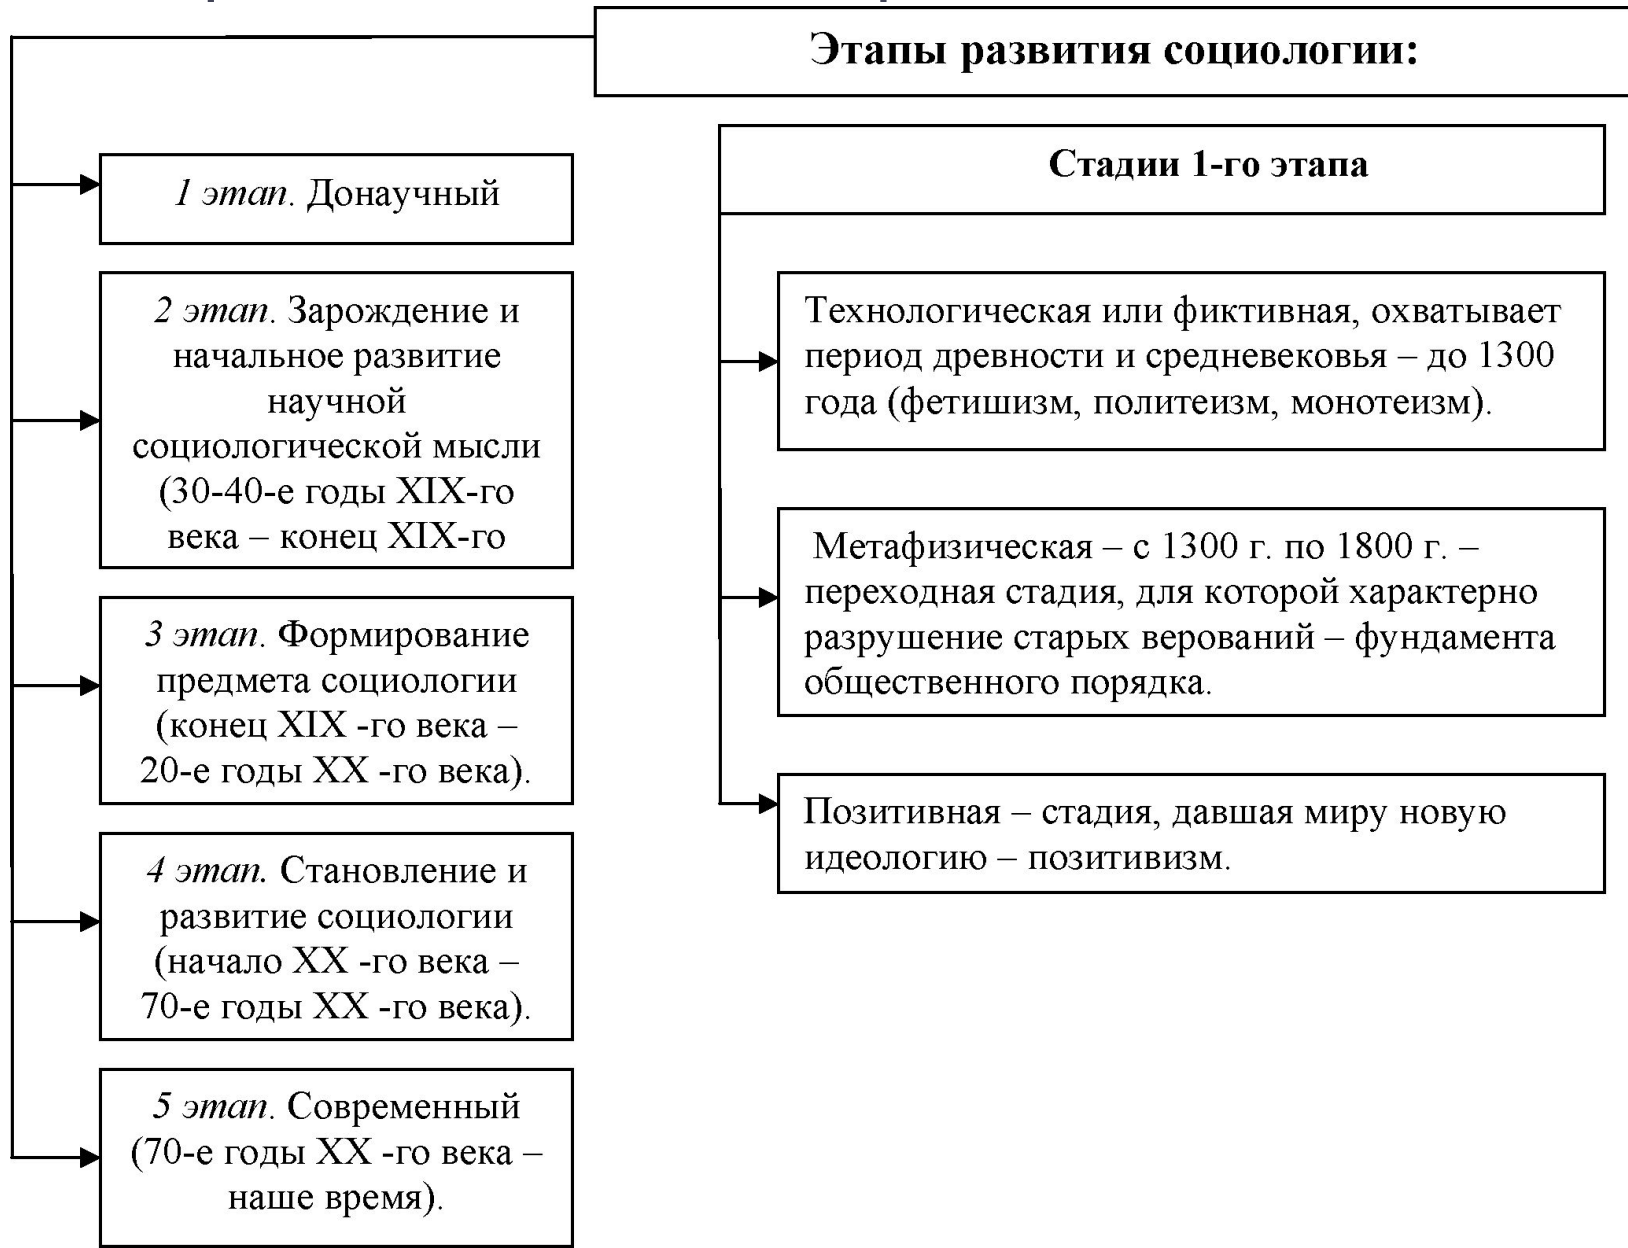 Этапы развития социологии:
1 этап. Донаучный
2 этап. Зарождение и
начальное развитие
научной
социологической мысли
(30-40-е годы XIX-го
века – конец XIX-го
3 этап. Формирование
предмета социологии
(конец XIX -го века –
20-е годы XX -го века).
4 этап. Становление и
развитие социологии
(начало XX -го века –
70-е годы XX -го века).
5 этап. Современный
(70-е годы XX -го века –
наше время).
Стадии 1-го этапа
Технологическая или фиктивная, охватывает
период древности и средневековья – до 1300
года (фетишизм, политеизм, монотеизм).
Метафизическая – с 1300 г. по 1800 г. –
переходная стадия, для которой характерно
разрушение старых верований – фундамента
общественного порядка.
Позитивная – стадия, давшая миру новую
идеологию – позитивизм.